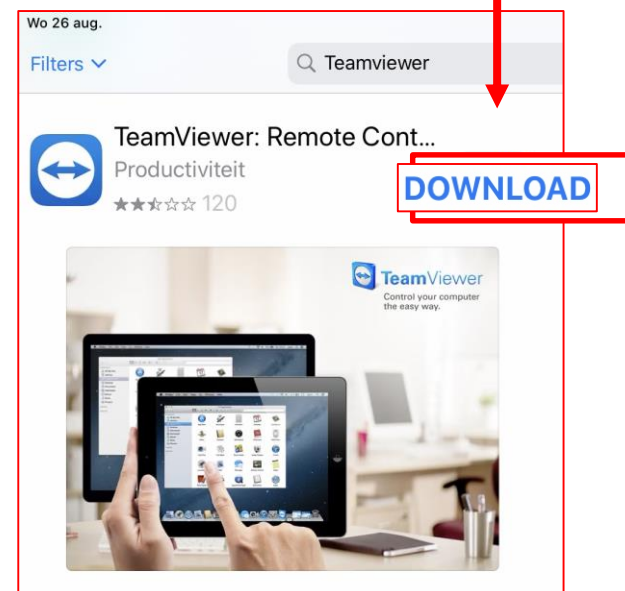 Wo 26 aug.
Filters
Teamviewer
TeamViewer: Remote Cont...
Productiviteit
120
DOWNLOAD
TeamViewer
Control your computer
the easy way.